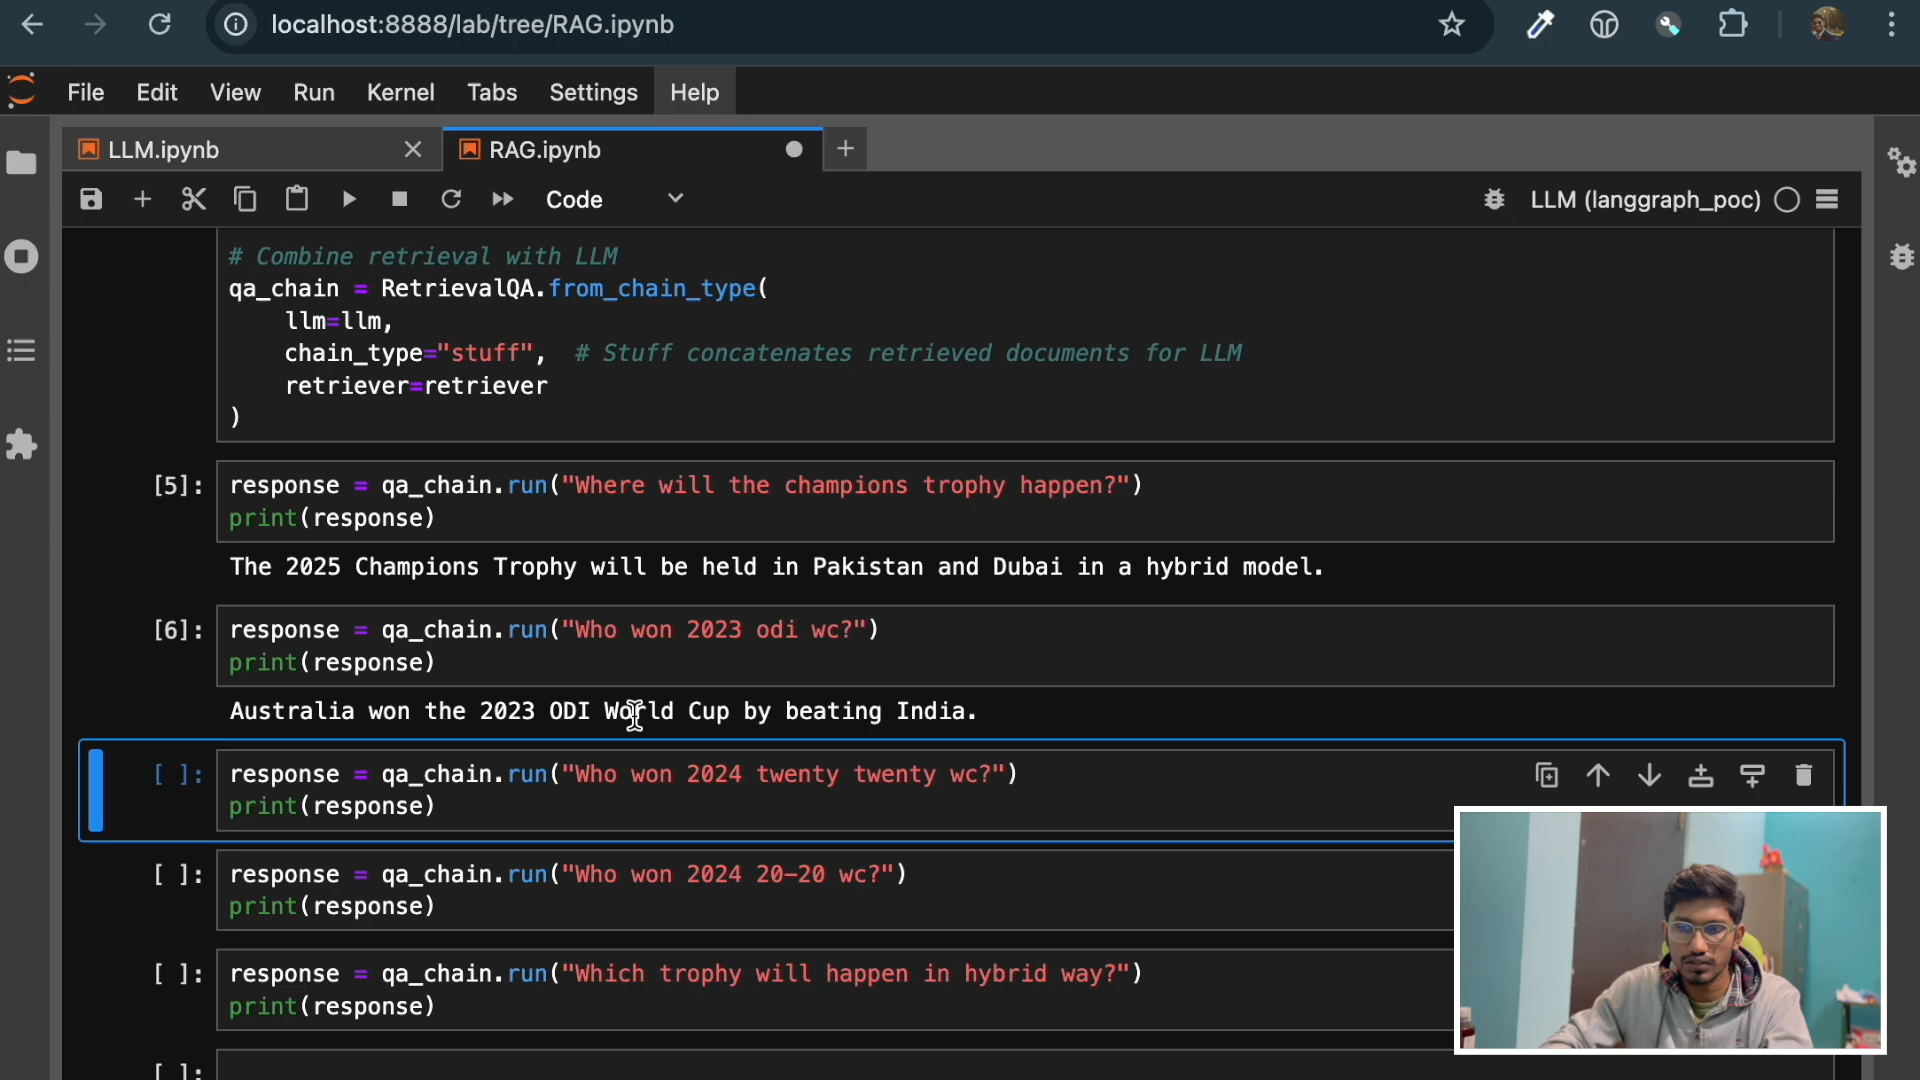 localhost:8888/lab/tree/RAG.ipynb
File Edit View Run Kernel Tabs Settings Help
LLM.ipynb RAG.ipynb
Code LLM (langgraph_poc)
# Combine retrieval with LLM
qa_chain = RetrievalQA.from_chain_type(
llm=llm,
chain_type="stuff", # Stuff concatenates retrieved documents for LLM
retriever=retriever
)
[5]: response = qa_chain.run("Where will the champions trophy happen?")
print(response)
The 2025 Champions Trophy will be held in Pakistan and Dubai in a hybrid model.
[6]: response = qa_chain.run("Who won 2023 odi wc?")
print(response)
Australia won the 2023 ODI World Cup by beating India.
[ ]: response = qa_chain.run("Who won 2024 twenty twenty wc?")
print(response)
[ ]: response = qa_chain.run("Who won 2024 20-20 wc?")
print(response)
[ ]: response = qa_chain.run("Which trophy will happen in hybrid way?")
print(response)
[ ]: